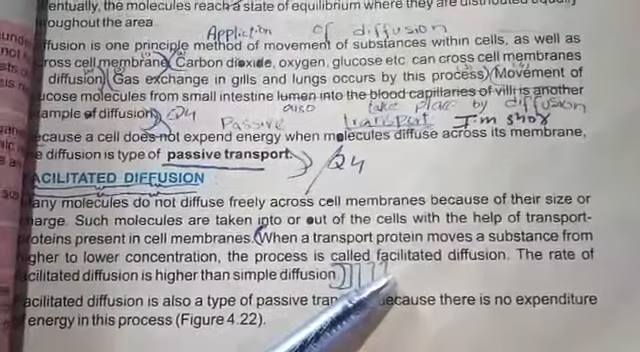 entually, the molecules reach a state of equilibrium where they are distributed equally
roughout the area.
Appliction of diffusion
iffusion is one principle method of movement of substances within cells, as well as
cross cell membrane. Carbon dioxide, oxygen, glucose etc. can cross cell membranes
diffusion. Gas exchange in gills and lungs occurs by this process. Movement of
ucose molecules from small intestine lumen into the blood capillaries of villi is another
ample of diffusion. Q4 also take place by diffusion
Passive transport Im shor
ecause a cell does not expend energy when molecules diffuse across its membrane,
e diffusion is type of passive transport. Q4
ACILITATED DIFFUSION
any molecules do not diffuse freely across cell membranes because of their size or
harge. Such molecules are taken into or out of the cells with the help of transport-
roteins present in cell membranes. When a transport protein moves a substance from
igher to lower concentration, the process is called facilitated diffusion. The rate of
cilitated diffusion is higher than simple diffusion
acilitated diffusion is also a type of passive tran ecause there is no expenditure
of energy in this process (Figure 4.22).